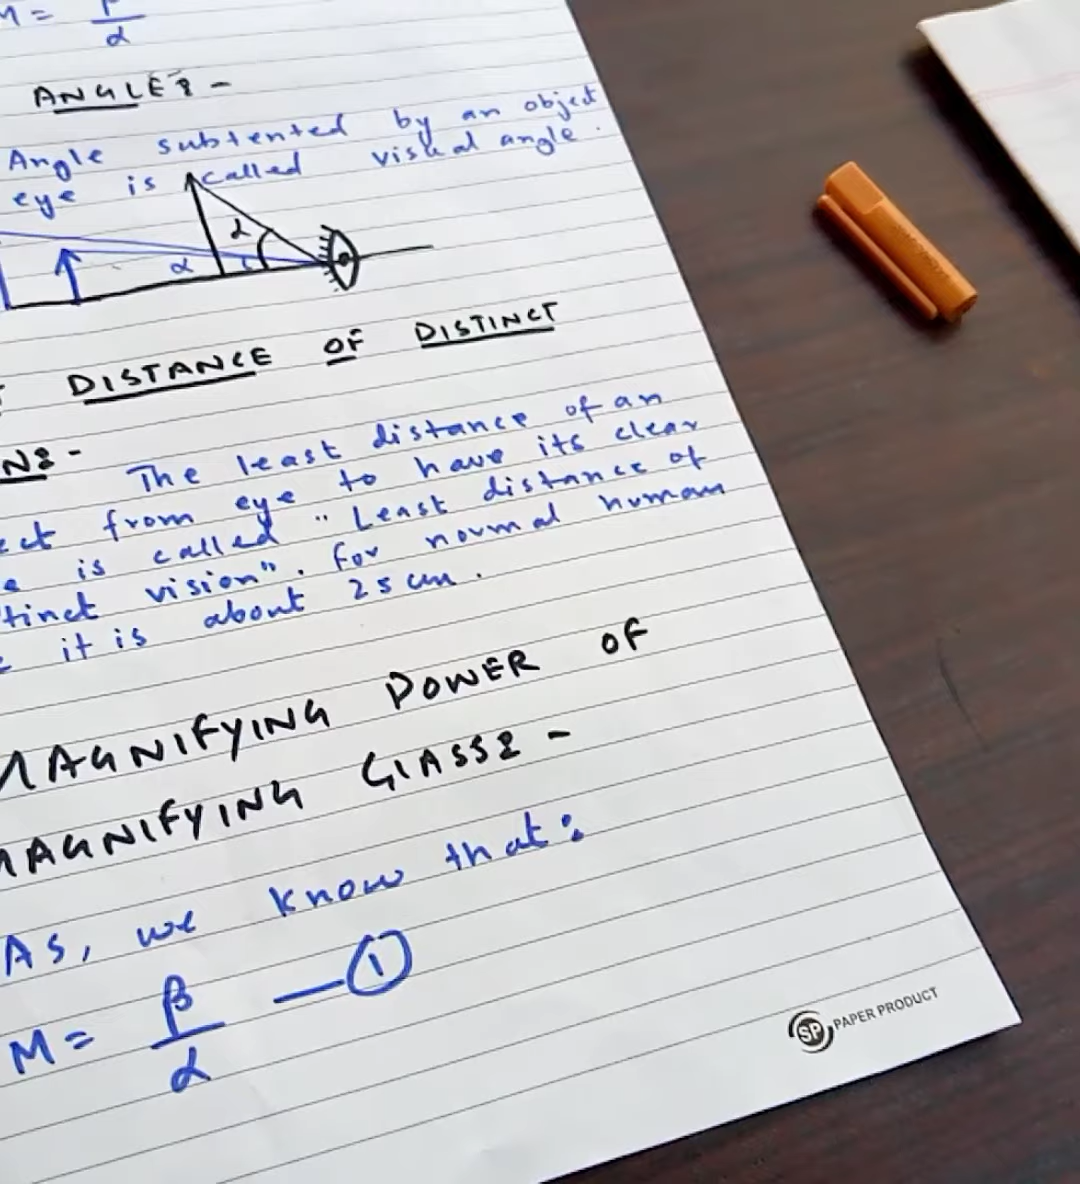 M =
α
ANGLE:-
Angle subtented by an object
eye is called visual angle.
α
α
DISTANCE OF DISTINCT
N:-
The least distance of an
ect from eye to have its clear
e is called "Least distance of
tinct vision". For normal human
it is about 25 cm.
MAGNIFYING POWER OF
MAGNIFYING GlASS:-
As, we know that:
M = β —①
α
SP PAPER PRODUCT